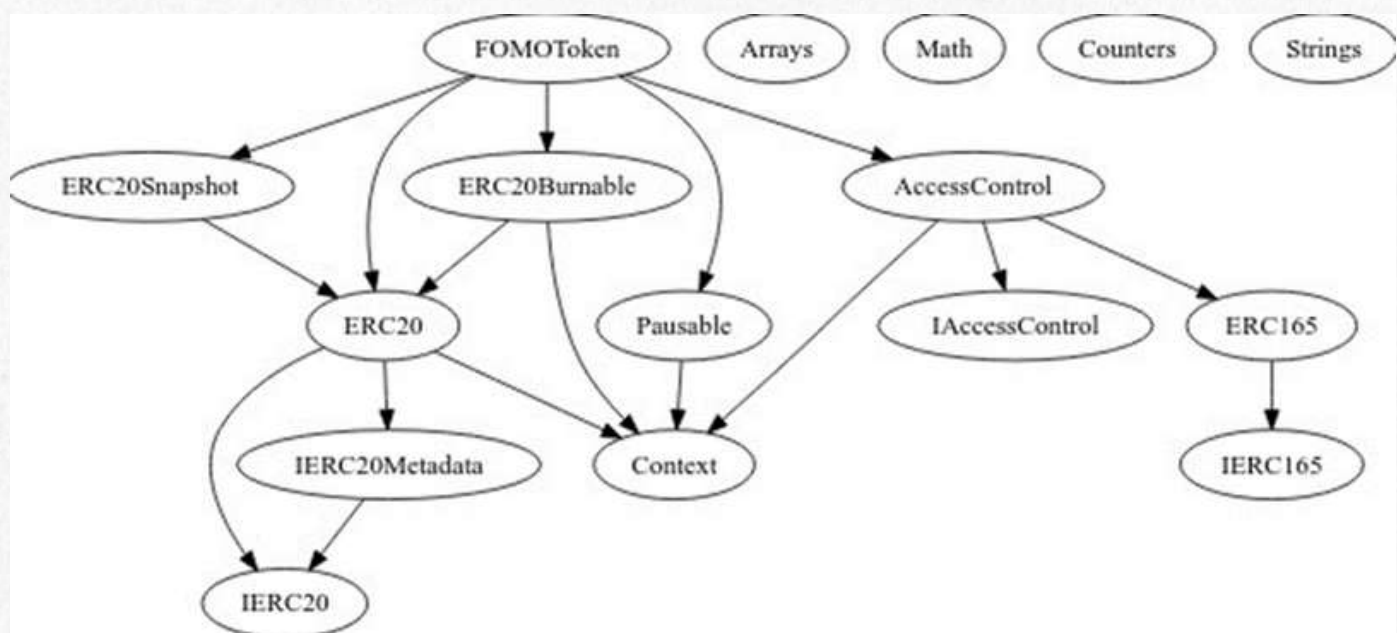 FOMOToken Arrays Math Counters Strings
ERC20Snapshot ERC20Burnable AccessControl
ERC20 Pausable IAccessControl ERC165
IERC20Metadata Context IERC165
IERC20